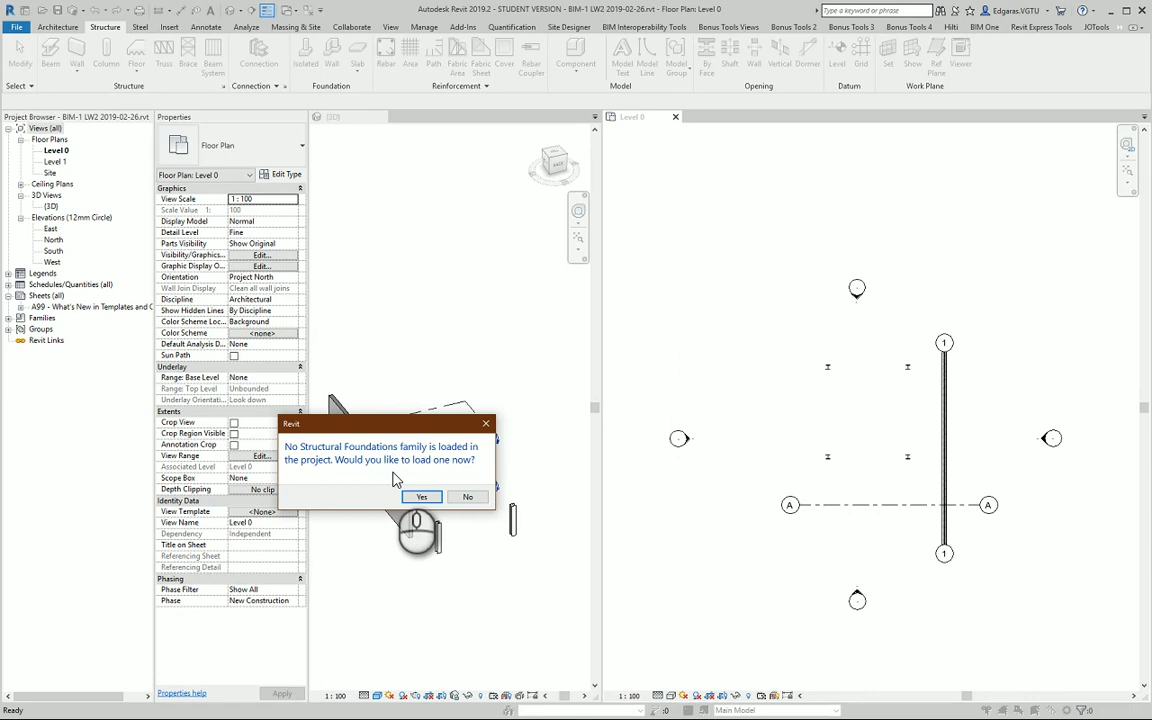 Autodesk Revit 2019.2 - STUDENT VERSION - BIM-1 LW2 2019-02-26.rvt - Floor Plan: Level 0
Type a keyword or phrase
Edgaras.VGTU
File Architecture Structure Steel Insert Annotate Analyze Massing & Site Collaborate View Manage Add-Ins Quantification Site Designer BIM Interoperability Tools Bonus Tools Views Bonus Tools 2 Bonus Tools 3 Bonus Tools 4 Hilti BIM One Revit Express Tools JOTools
Modify Beam Wall Column Floor Truss Brace Beam System Connection Isolated Wall Slab Rebar Area Path Fabric Area Fabric Sheet Cover Rebar Coupler Component Model Text Model Line Model Group By Face Shaft Wall Vertical Dormer Level Grid Set Show Ref Plane Viewer
Select Structure Connection Foundation Reinforcement Model Opening Datum Work Plane
Project Browser - BIM-1 LW2 2019-02-26.rvt
Views (all)
Floor Plans
Level 0
Level 1
Site
Ceiling Plans
3D Views
{3D}
Elevations (12mm Circle)
East
North
South
West
Legends
Schedules/Quantities (all)
Sheets (all)
A99 - What's New in Templates and C
Families
Groups
Revit Links
Properties
Floor Plan
Floor Plan: Level 0
Edit Type
Graphics
View Scale 1 : 100
Scale Value 1: 100
Display Model Normal
Detail Level Fine
Parts Visibility Show Original
Visibility/Graphics... Edit...
Graphic Display O... Edit...
Orientation Project North
Wall Join Display Clean all wall joins
Discipline Architectural
Show Hidden Lines By Discipline
Color Scheme Loc... Background
Color Scheme <none>
Default Analysis D... None
Sun Path
Underlay
Range: Base Level None
Range: Top Level Unbounded
Underlay Orientati... Look down
Extents
Crop View
Crop Region Visible
Annotation Crop
View Range Edit...
Associated Level Level 0
Scope Box None
Depth Clipping No clip
Identity Data
View Template <None>
View Name Level 0
Dependency Independent
Title on Sheet
Referencing Sheet
Referencing Detail
Phasing
Phase Filter Show All
Phase New Construction
Properties help
Apply
{3D}
Revit
No Structural Foundations family is loaded in
the project. Would you like to load one now?
Yes No
1 : 100
Level 0
1
A A
1
1 : 100
Ready
:0
Main Model
:0